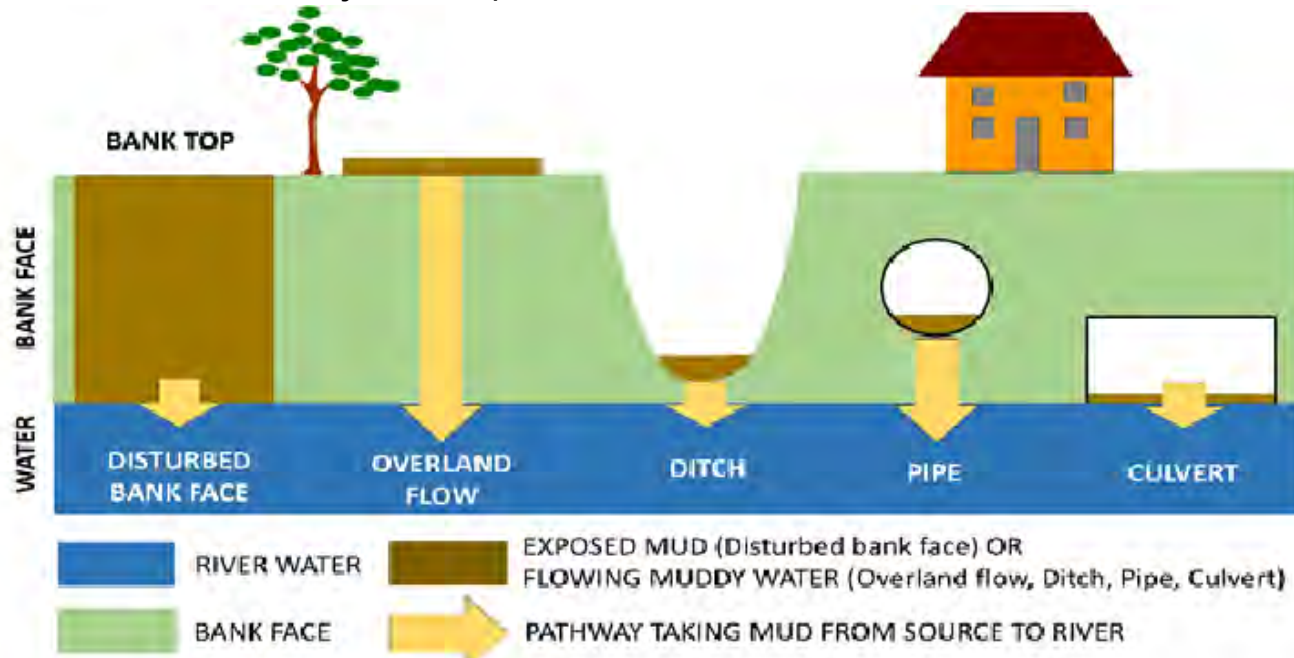 BANK TOP
BANK FACE
WATER
DISTURBED
BANK FACE
OVERLAND
FLOW
DITCH
PIPE
CULVERT
RIVER WATER
EXPOSED MUD (Disturbed bank face) OR
FLOWING MUDDY WATER (Overland flow, Ditch, Pipe, Culvert)
BANK FACE
PATHWAY TAKING MUD FROM SOURCE TO RIVER